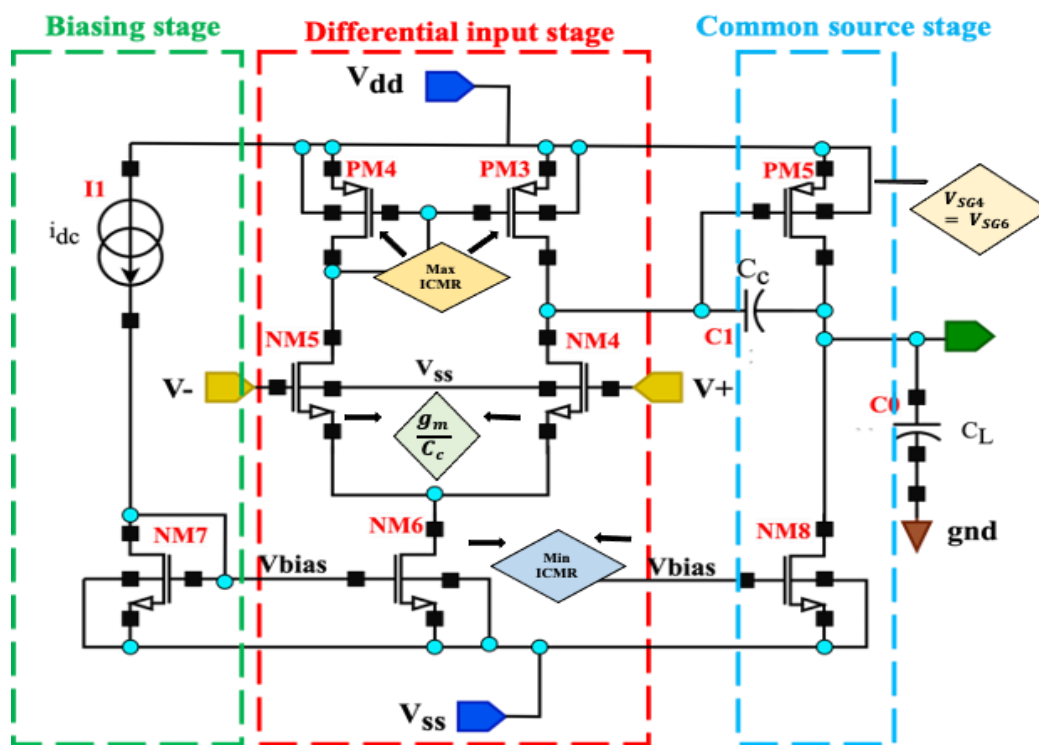 Biasing stage
Differential input stage
Common source stage
Vdd
I1
idc
PM4
PM3
PM5
VSG4
= VSG6
Max
ICMR
Cc
C1
NM5
NM4
V-
Vss
V+
gm
Cc
C0
CL
NM7
NM6
NM8
gnd
Vbias
Min
ICMR
Vbias
Vss